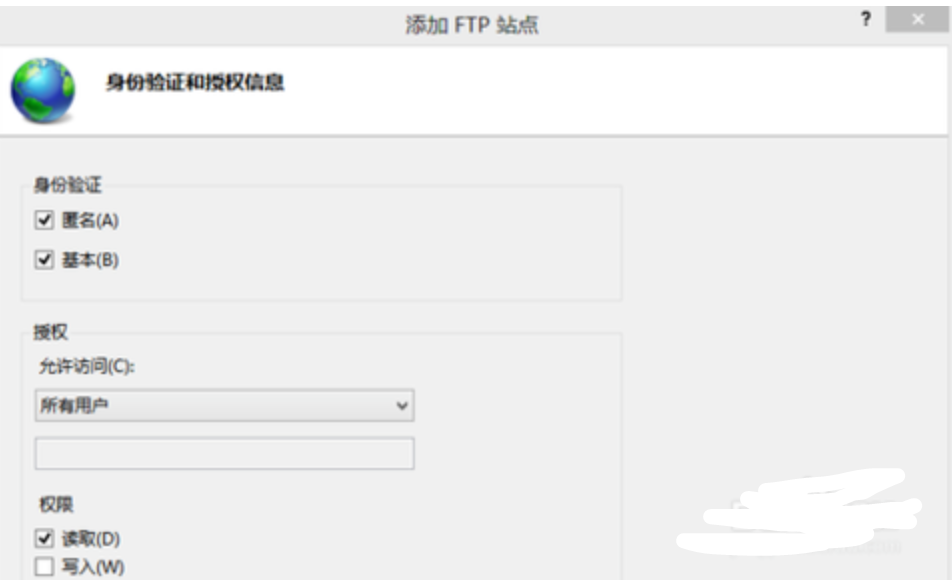 添加 FTP 站点
?
身份验证和授权信息
身份验证
匿名(A)
基本(B)
授权
允许访问(C):
所有用户
权限
读取(D)
写入(W)